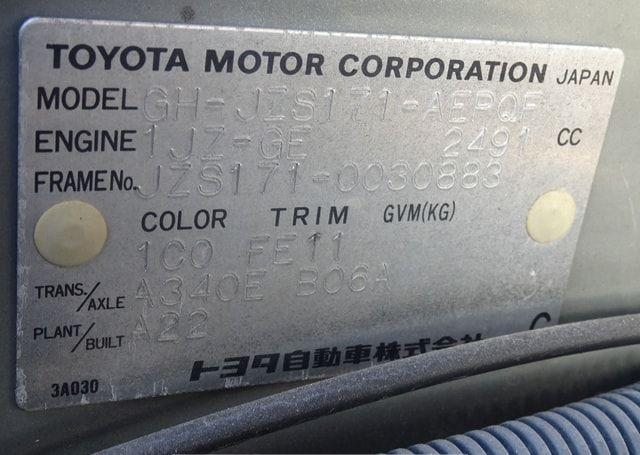 TOYOTA MOTOR CORPORATION JAPAN
MODEL GH-JZS171-AEPQF
ENGINE 1JZ-GE 2491 CC
FRAME No. JZS171-0030883
COLOR TRIM GVM(KG)
1C0 FE11
TRANS./AXLE A340E B06A
PLANT/BUILT A22
トヨタ自動車株式会
3A030